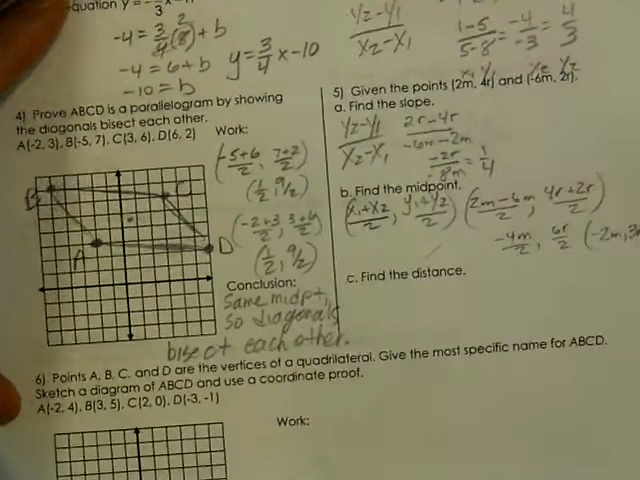 quation y = -
3
-4 = 3/4(8) + b
2
-4 = 6 + b
-10 = b
y = 3/4 x - 10
y2 - y1
x2 - x1
1-5/5-8 = -4/-3 = 4/3
4) Prove ABCD is a parallelogram by showing
the diagonals bisect each other.
A(-2, 3), B(-5, 7), C(3, 6), D(6, 2)
Work:
(-5+6/2, 7+2/2)
(1/2, 9/2)
(-2+3/2, 3+6/2)
(1/2, 9/2)
B
C
A
D
Conclusion:
Same midpt,
So diagonals
bisect each other.
5) Given the points (2m, 4r) and (-6m, 2r).
a. Find the slope.
y2-y1
x2-x1
2r-4r
-6m-2m
-2r
b. Find the midpoint.
(x1+x2/2, y1+y2/2) (2m-6m/2, 4r+2r/2)
-4m/2, 6r/2 (-2m, 3
c. Find the distance.
6) Points A, B, C, and D are the vertices of a quadrilateral. Give the most specific name for ABCD.
Sketch a diagram of ABCD and use a coordinate proof.
A(-2, 4), B(3, 5), C(2, 0), D(-3, -1)
Work: